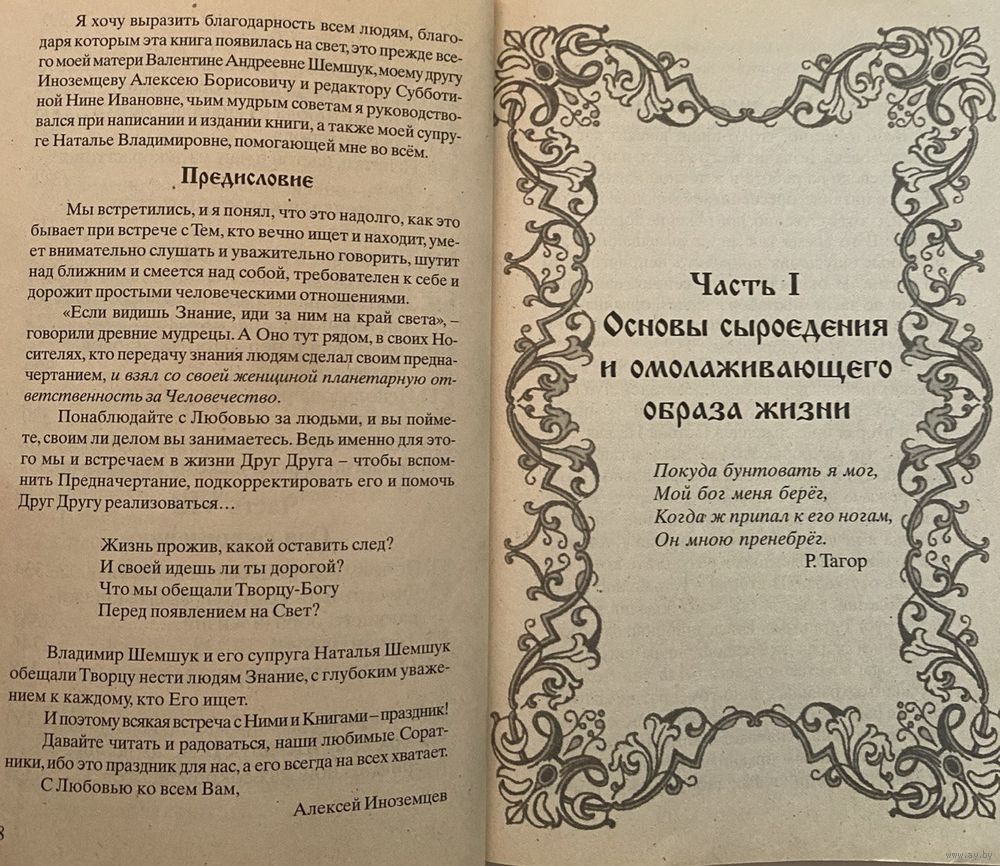 Я хочу выразить благодарность всем людям, благо-
даря которым эта книга появилась на свет, это прежде все-
го моей матери Валентине Андреевне Шемшук, моему другу
Иноземцеву Алексею Борисовичу и редактору Субботи-
ной Нине Ивановне, чьим мудрым советам я руководство-
вался при написании и издании книги, а также моей супру-
ге Наталье Владимировне, помогающей мне во всём.
Предисловие
Мы встретились, и я понял, что это надолго, как это
бывает при встрече с Тем, кто вечно ищет и находит, уме-
ет внимательно слушать и уважительно говорить, шутит
над ближним и смеется над собой, требователен к себе и
дорожит простыми человеческими отношениями.
«Если видишь Знание, иди за ним на край света», –
говорили древние мудрецы. А Оно тут рядом, в своих Но-
сителях, кто передачу знания людям сделал своим предна-
чертанием, и взял со своей женщиной планетарную от-
ветственность за Человечество.
Понаблюдайте с Любовью за людьми, и вы пойме-
те, своим ли делом вы занимаетесь. Ведь именно для это-
го мы и встречаем в жизни Друг Друга – чтобы вспом-
нить Предначертание, подкорректировать его и помочь
Друг Другу реализоваться...
Жизнь прожив, какой оставить след?
И своей идешь ли ты дорогой?
Что мы обещали Творцу-Богу
Перед появлением на Свет?
Владимир Шемшук и его супруга Наталья Шемшук
обещали Творцу нести людям Знание, с глубоким уваже-
нием к каждому, кто Его ищет.
И поэтому всякая встреча с Ними и Книгами – праздник!
Давайте читать и радоваться, наши любимые Сорат-
ники, ибо это праздник для нас, а его всегда на всех хватает.
С Любовью ко всем Вам,
Алексей Иноземцев
8
Часть I
Основы сыроедения
и омолаживающего
образа жизни
Покуда бунтовать я мог,
Мой бог меня берёг,
Когда ж припал к его ногам,
Он мною пренебрёг.
Р. Тагор
www.ay.by